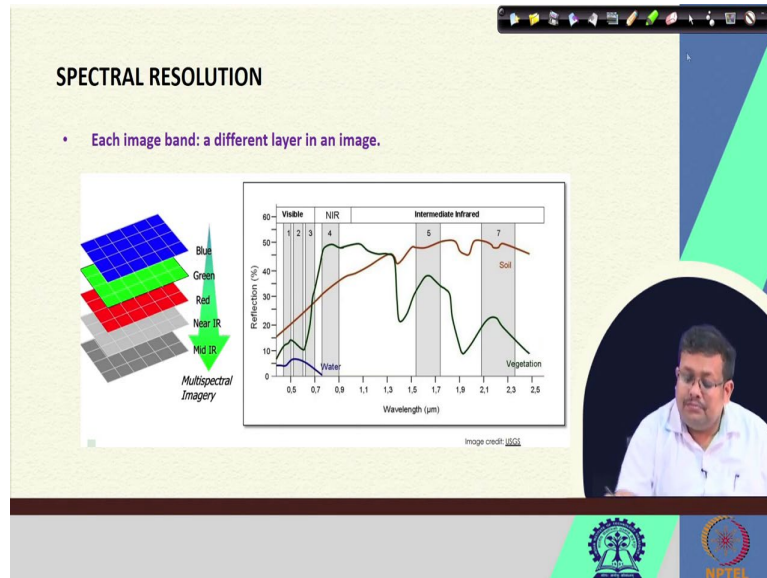 SPECTRAL RESOLUTION
• Each image band: a different layer in an image.
Blue
Green
Red
Near IR
Mid IR
Multispectral
Imagery
Visible NIR Intermediate Infrared
1 2 3 4 5 7
60
50
40
30
20
10
0
Reflection (%)
Soil
Water
Vegetation
0,5 0,7 0,9 1,1 1,3 1,5 1,7 1,9 2,1 2,3 2,5
Wavelength (µm)
Image credit: USGS
NPTEL